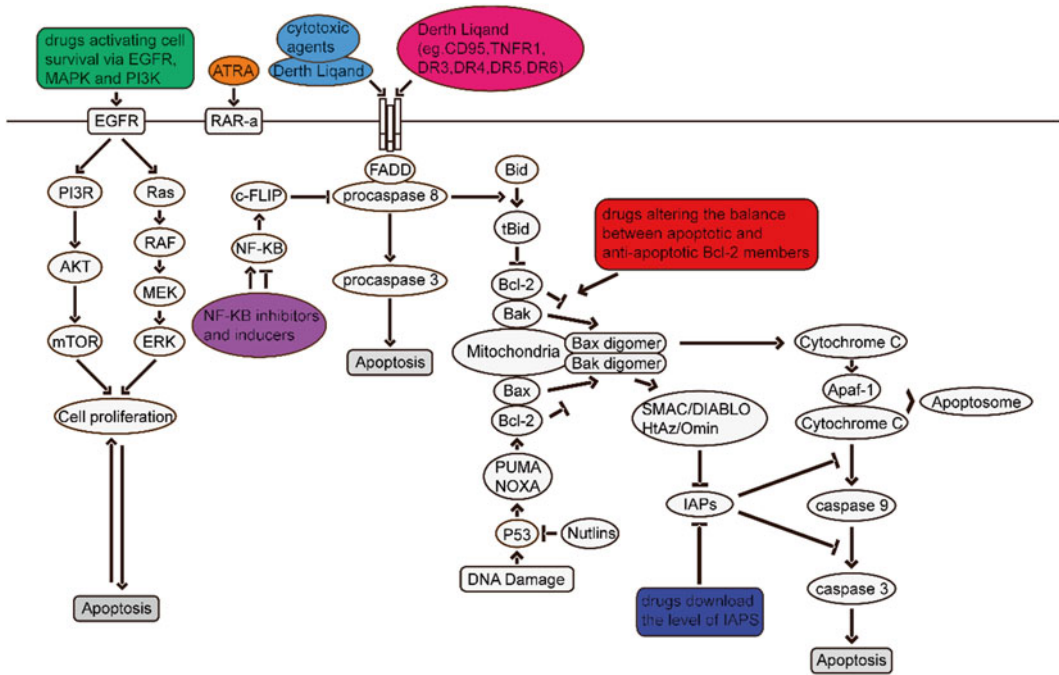 drugs activating cell
survival via EGFR,
MAPK and PI3K
ATRA
cytotoxic
agents
Derth Liqand
Derth Liqand
(eg.CD95,TNFR1,
DR3,DR4,DR5,DR6)
EGFR
RAR-a
FADD
procaspase 8
c-FLIP
NF-KB
NF-KB inhibitors
and inducers
procaspase 3
Apoptosis
PI3R
AKT
mTOR
Ras
RAF
MEK
ERK
Cell proliferation
Apoptosis
Bid
tBid
Bcl-2
Bak
Mitochondria
Bax digomer
Bak digomer
Bax
Bcl-2
PUMA
NOXA
P53
Nutlins
DNA Damage
drugs altering the balance
between apoptotic and
anti-apoptotic Bcl-2 members
SMAC/DIABLO
HtAz/Omin
IAPs
drugs download
the level of IAPS
Cytochrome C
Apaf-1
Cytochrome C
Apoptosome
caspase 9
caspase 3
Apoptosis